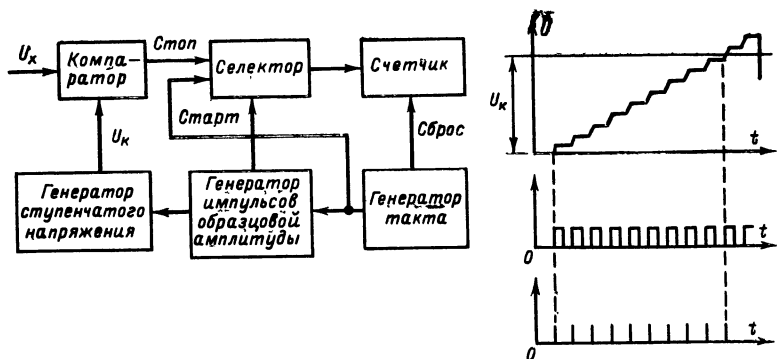 Uₓ
Компа-
ратор
Стоп
Селектор
Счетчик
Старт
Uк
Сброс
Генератор
ступенчатого
напряжения
Генератор
импульсов
образцовой
амплитуды
Генератор
такта
Uк
t
0
t
0
t